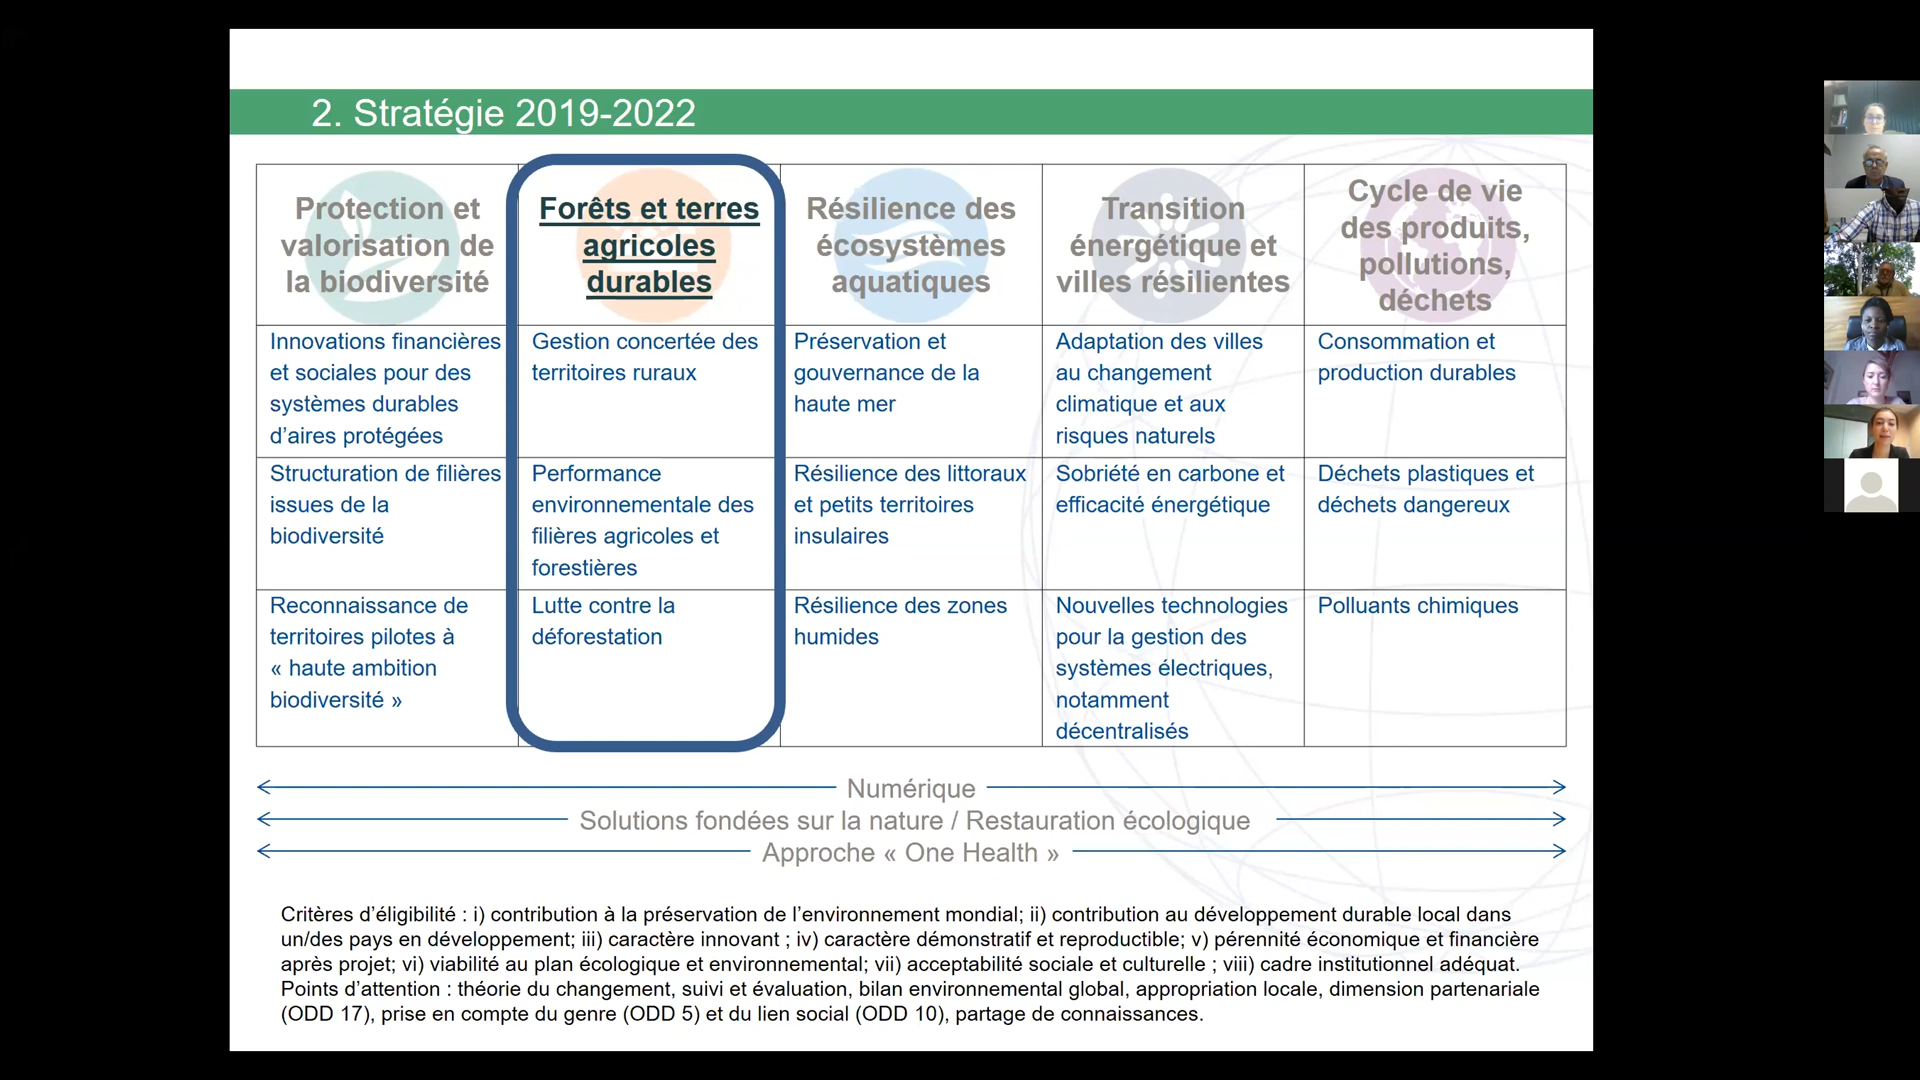 2. Stratégie 2019-2022
Protection et
valorisation de
la biodiversité
Forêts et terres
agricoles
durables
Résilience des
écosystèmes
aquatiques
Transition
énergétique et
villes résilientes
Cycle de vie
des produits,
pollutions,
déchets
Innovations financières
et sociales pour des
systèmes durables
d’aires protégées
Gestion concertée des
territoires ruraux
Préservation et
gouvernance de la
haute mer
Adaptation des villes
au changement
climatique et aux
risques naturels
Consommation et
production durables
Structuration de filières
issues de la
biodiversité
Performance
environnementale des
filières agricoles et
forestières
Résilience des littoraux
et petits territoires
insulaires
Sobriété en carbone et
efficacité énergétique
Déchets plastiques et
déchets dangereux
Reconnaissance de
territoires pilotes à
« haute ambition
biodiversité »
Lutte contre la
déforestation
Résilience des zones
humides
Nouvelles technologies
pour la gestion des
systèmes électriques,
notamment
décentralisés
Polluants chimiques
Numérique
Solutions fondées sur la nature / Restauration écologique
Approche « One Health »
Critères d’éligibilité : i) contribution à la préservation de l’environnement mondial; ii) contribution au développement durable local dans
un/des pays en développement; iii) caractère innovant ; iv) caractère démonstratif et reproductible; v) pérennité économique et financière
après projet; vi) viabilité au plan écologique et environnemental; vii) acceptabilité sociale et culturelle ; viii) cadre institutionnel adéquat.
Points d’attention : théorie du changement, suivi et évaluation, bilan environnemental global, appropriation locale, dimension partenariale
(ODD 17), prise en compte du genre (ODD 5) et du lien social (ODD 10), partage de connaissances.